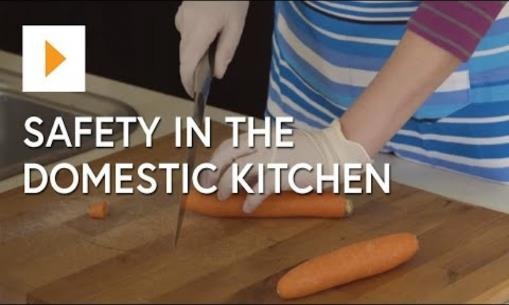 SAFETY IN THE
DOMESTIC KITCHEN